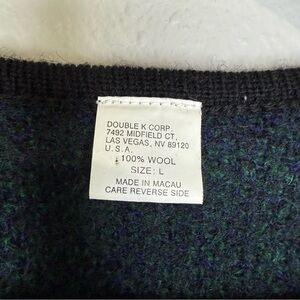 DOUBLE K CORP.
7492 MIDFIELD CT,
LAS VEGAS, NV 89120
U.S.A.
100% WOOL
SIZE: L
MADE IN MACAU
CARE REVERSE SIDE